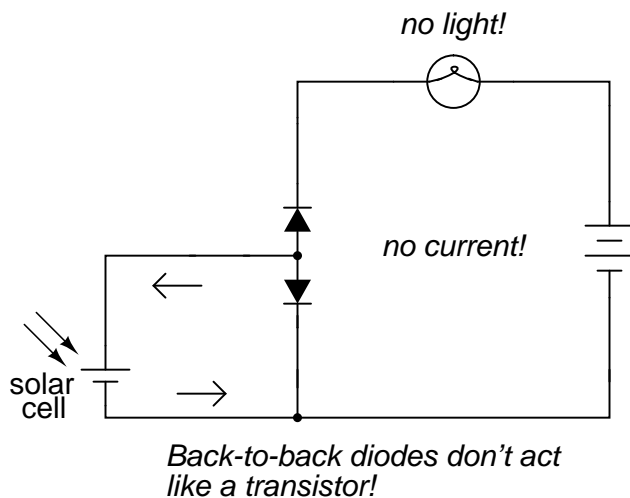 no light!
no current!
solar
cell
Back-to-back diodes don't act
like a transistor!